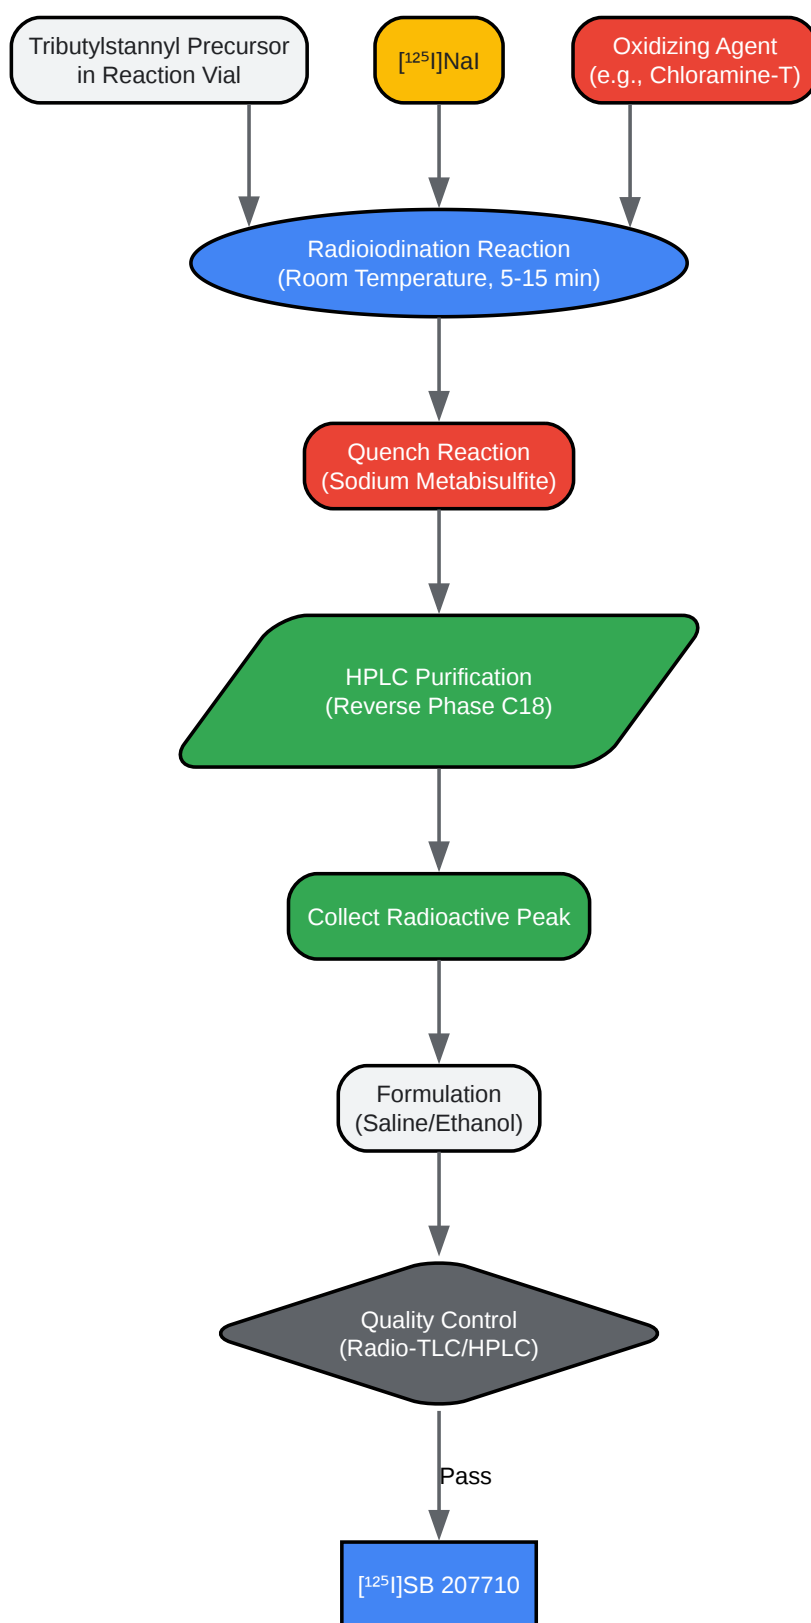 Tributylstannyl Precursor
in Reaction Vial
[¹²⁵I]NaI
Oxidizing Agent
(e.g., Chloramine-T)
Radioiodination Reaction
(Room Temperature, 5-15 min)
Quench Reaction
(Sodium Metabisulfite)
HPLC Purification
(Reverse Phase C18)
Collect Radioactive Peak
Formulation
(Saline/Ethanol)
Quality Control
(Radio-TLC/HPLC)
Pass
[¹²⁵I]SB 207710